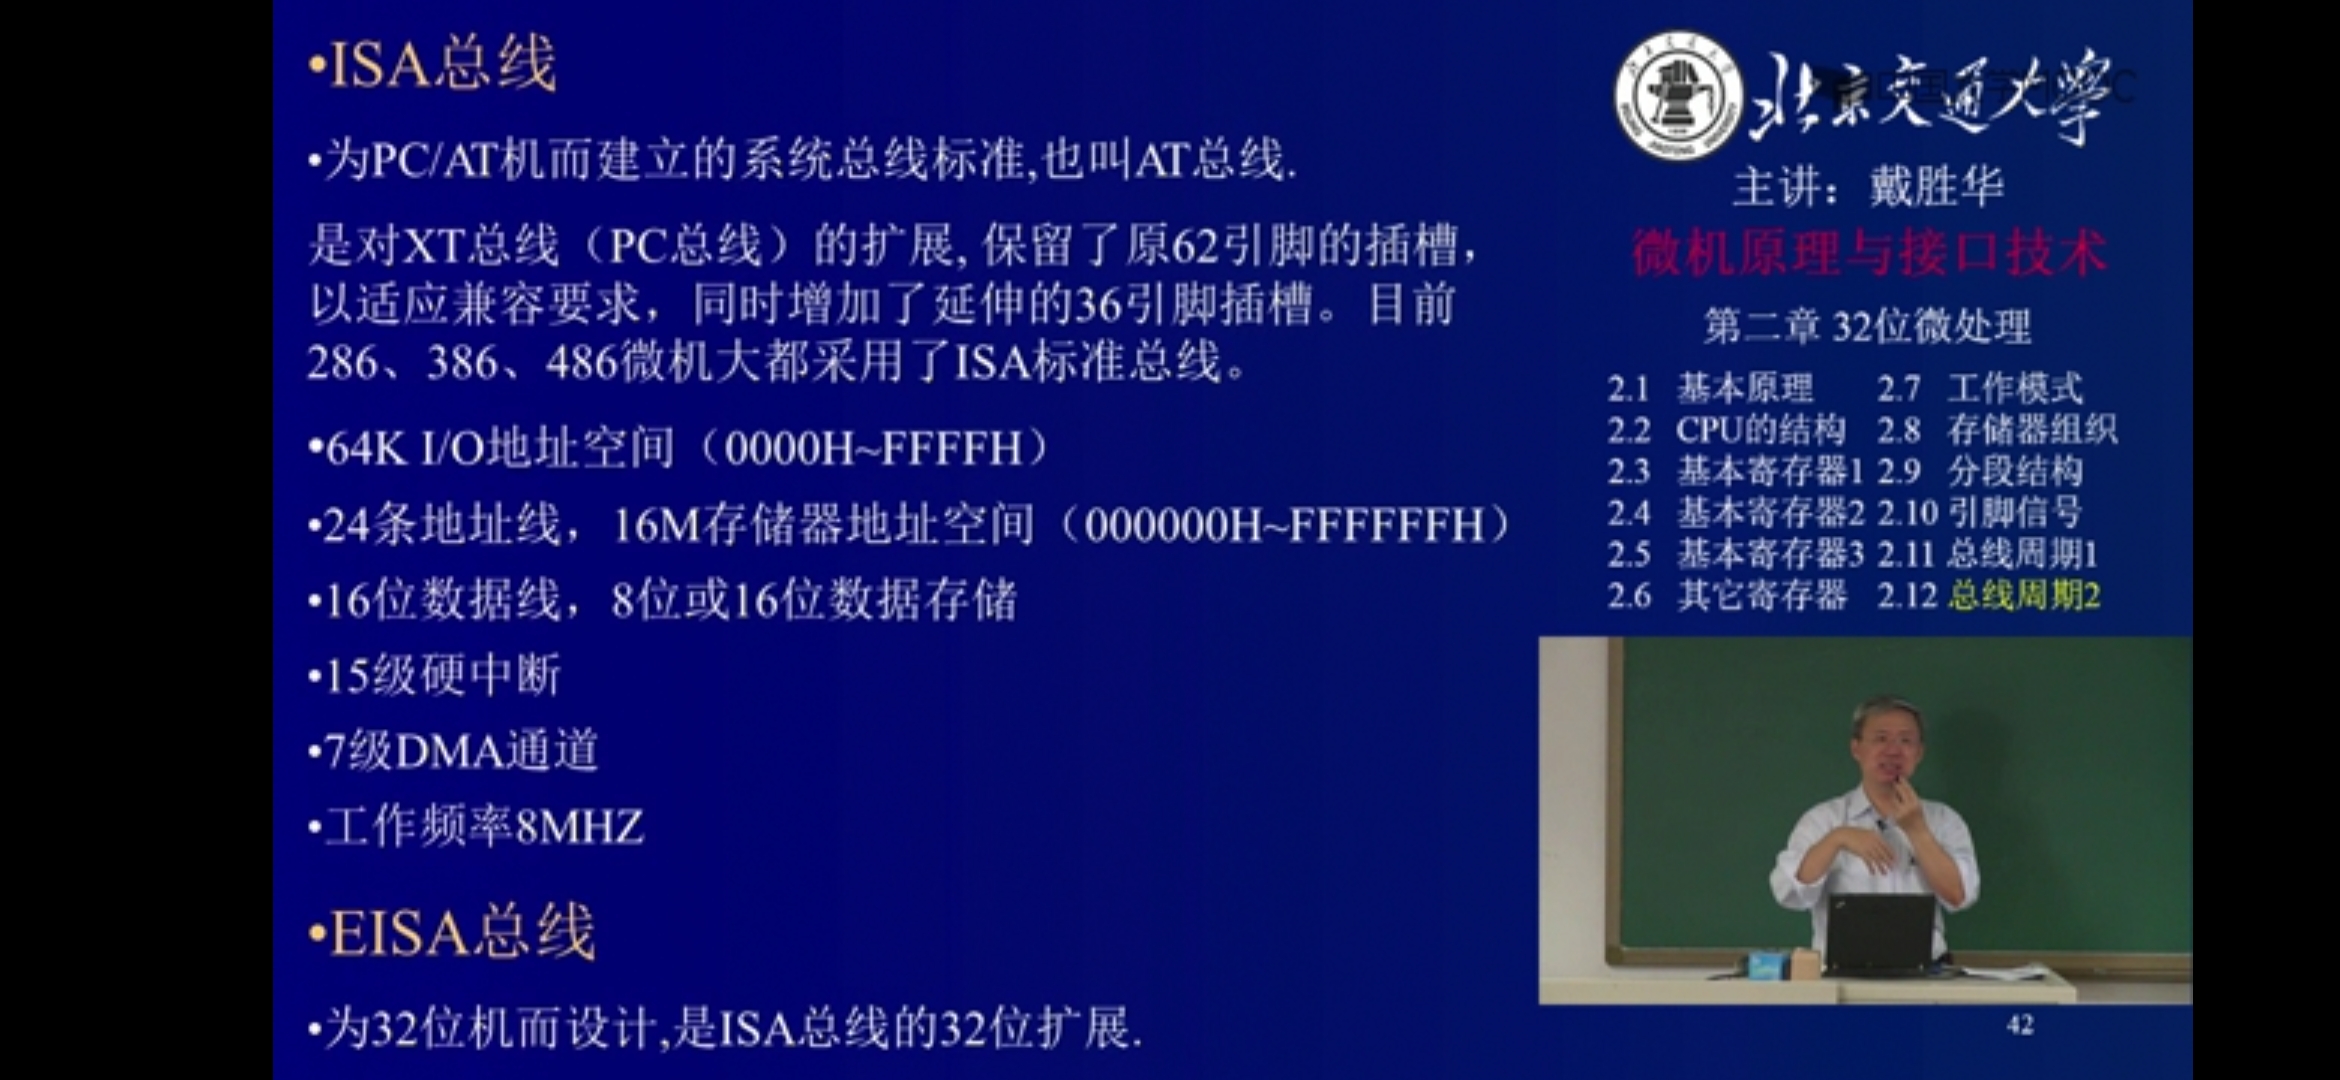 •ISA总线
•为PC/AT机而建立的系统总线标准,也叫AT总线.
是对XT总线（PC总线）的扩展, 保留了原62引脚的插槽，
以适应兼容要求，同时增加了延伸的36引脚插槽。目前
286、386、486微机大都采用了ISA标准总线。
•64K I/O地址空间（0000H~FFFFH）
•24条地址线，16M存储器地址空间（000000H~FFFFFFH）
•16位数据线，8位或16位数据存储
•15级硬中断
•7级DMA通道
•工作频率8MHZ
•EISA总线
•为32位机而设计,是ISA总线的32位扩展.
北京交通大学
主讲：戴胜华
微机原理与接口技术
第二章 32位微处理
2.1 基本原理 2.7 工作模式
2.2 CPU的结构 2.8 存储器组织
2.3 基本寄存器1 2.9 分段结构
2.4 基本寄存器2 2.10 引脚信号
2.5 基本寄存器3 2.11 总线周期1
2.6 其它寄存器 2.12 总线周期2
42